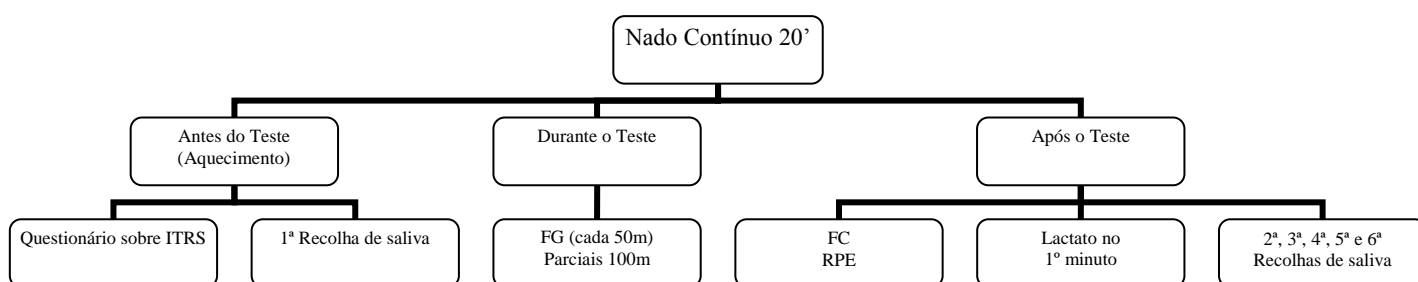 Nado Contínuo 20’
Antes do Teste
(Aquecimento)
Durante o Teste
Após o Teste
Questionário sobre ITRS
1ª Recolha de saliva
FG (cada 50m)
Parciais 100m
FC
RPE
Lactato no
1º minuto
2ª, 3ª, 4ª, 5ª e 6ª
Recolhas de saliva